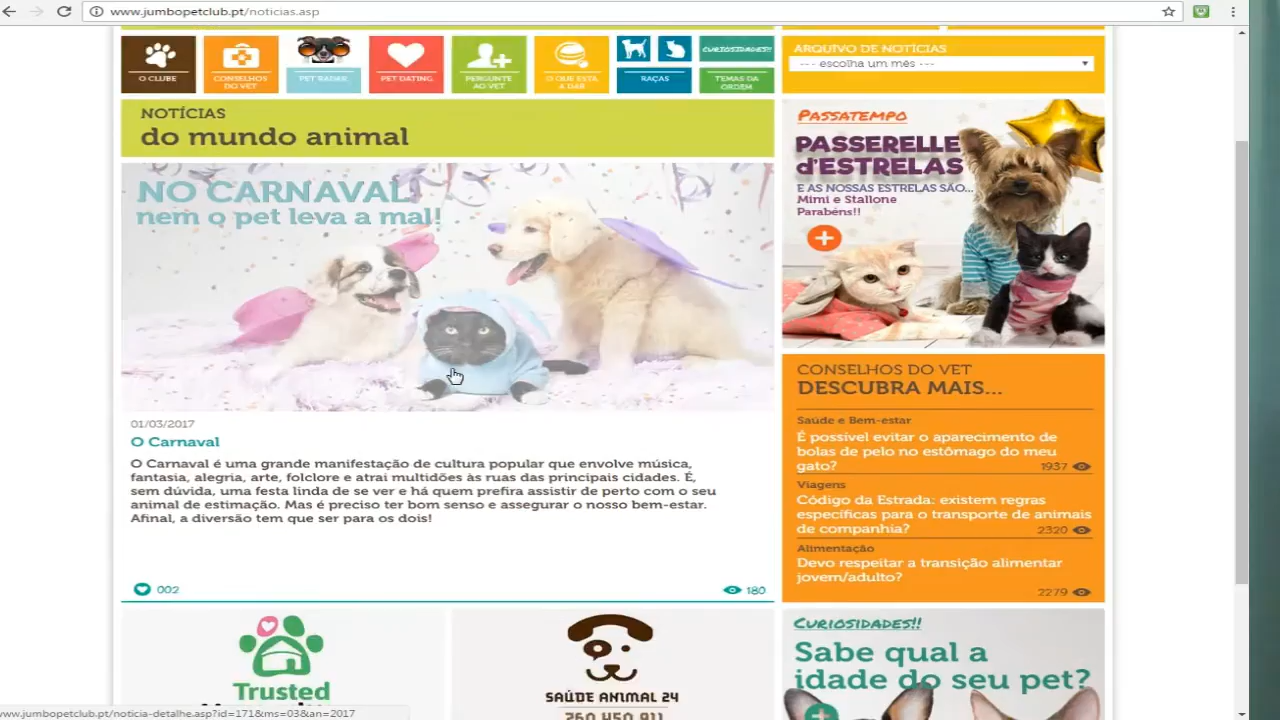 www.jumbopetclub.pt/noticias.asp
O CLUBE
CONSELHOS
DO VET
PET RADAR
PET DATING
PERGUNTE
AO VET
O QUE ESTÁ
A DAR
RAÇAS
CURIOSIDADES!!
TEMAS DA
ORDEM
ARQUIVO DE NOTÍCIAS
--- escolha um mês ---
NOTÍCIAS
do mundo animal
NO CARNAVAL
nem o pet leva a mal!
01/03/2017
O Carnaval
O Carnaval é uma grande manifestação de cultura popular que envolve música,
fantasia, alegria, arte, folclore e atrai multidões às ruas das principais cidades. É,
sem dúvida, uma festa linda de se ver e há quem prefira assistir de perto com o seu
animal de estimação. Mas é preciso ter bom senso e assegurar o nosso bem-estar.
Afinal, a diversão tem que ser para os dois!
002
180
PASSATEMPO
PASSERELLE
d'ESTRELAS
E AS NOSSAS ESTRELAS SÃO...
Mimi e Stallone
Parabéns!!
CONSELHOS DO VET
DESCUBRA MAIS...
Saúde e Bem-estar
É possível evitar o aparecimento de
bolas de pelo no estômago do meu
gato?
1937
Viagens
Código da Estrada: existem regras
específicas para o transporte de animais
de companhia?
2320
Alimentação
Devo respeitar a transição alimentar
jovem/adulto?
2279
Trusted
SAÚDE ANIMAL 24
760 450 911
CURIOSIDADES!!
Sabe qual a
idade do seu pet?
www.jumbopetclub.pt/noticia-detalhe.asp?id=171&ms=03&an=2017